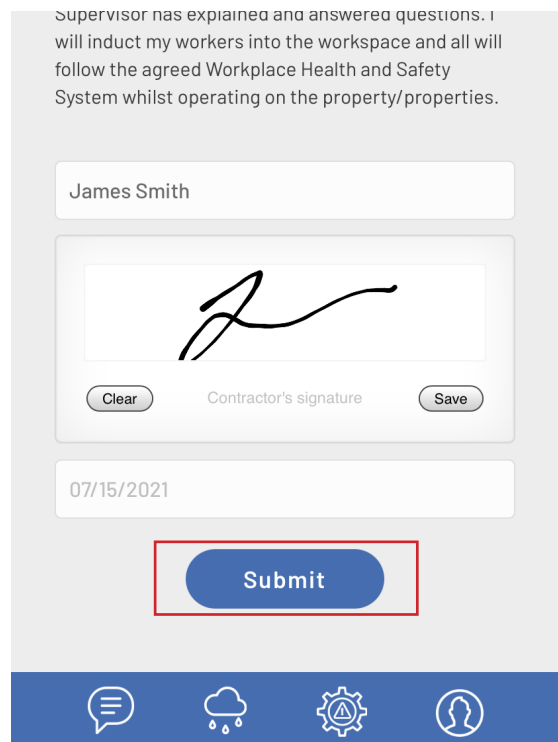 Supervisor has explained and answered questions. I
will induct my workers into the workspace and all will
follow the agreed Workplace Health and Safety
System whilst operating on the property/properties.
James Smith
Clear
Contractor's signature
Save
07/15/2021
Submit